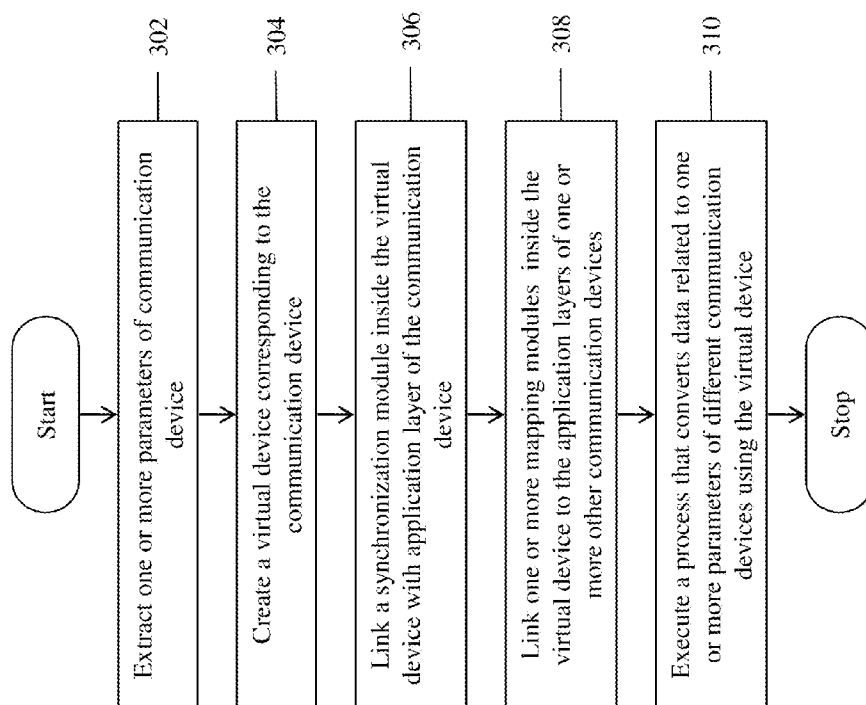 Start
Extract one or more parameters of communication
device
302
Create a virtual device corresponding to the
communication device
304
Link a synchronization module inside the virtual
device with application layer of the communication
device
306
Link one or more mapping modules inside the
virtual device to the application layers of one or
more other communication devices
308
Execute a process that converts data related to one
or more parameters of different communication
devices using the virtual device
310
Stop